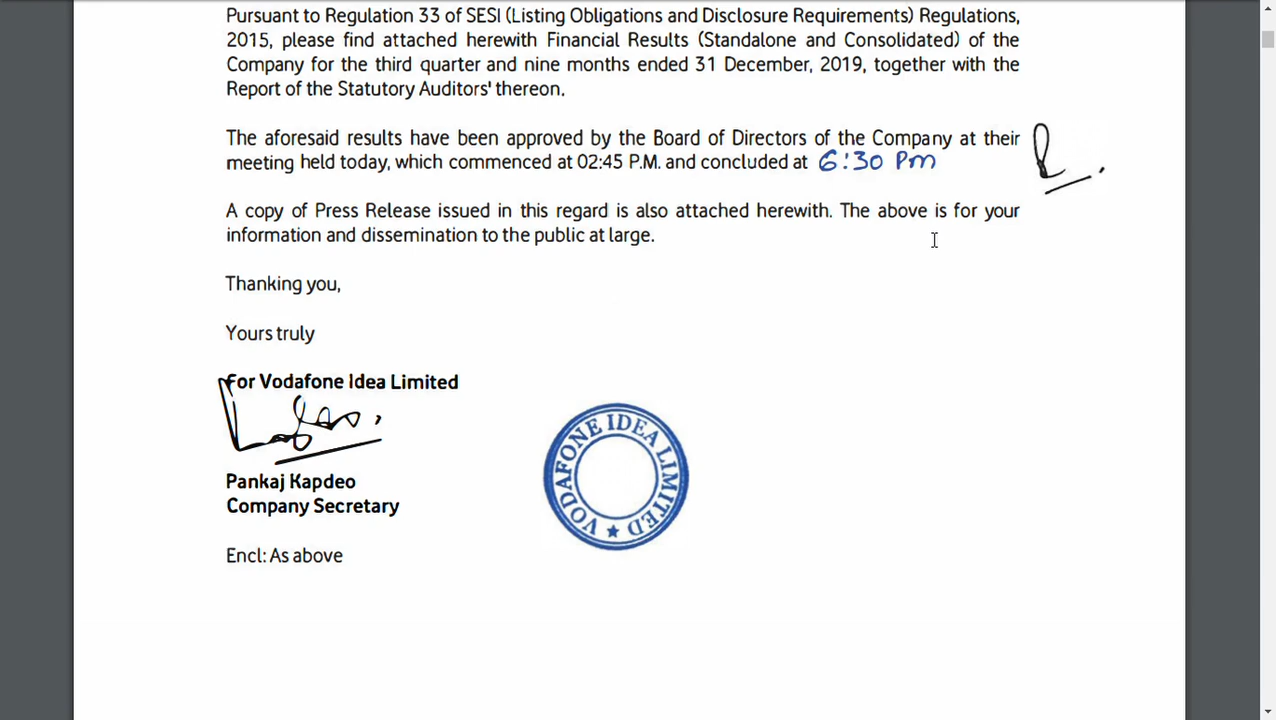 Pursuant to Regulation 33 of SESI (Listing Obligations and Disclosure Requirements) Regulations,
2015, please find attached herewith Financial Results (Standalone and Consolidated) of the
Company for the third quarter and nine months ended 31 December, 2019, together with the
Report of the Statutory Auditors' thereon.
The aforesaid results have been approved by the Board of Directors of the Company at their
meeting held today, which commenced at 02:45 P.M. and concluded at 6:30 Pm
A copy of Press Release issued in this regard is also attached herewith. The above is for your
information and dissemination to the public at large.
Thanking you,
Yours truly
For Vodafone Idea Limited
Pankaj Kapdeo
Company Secretary
VODAFONE IDEA LIMITED ★
Encl: As above